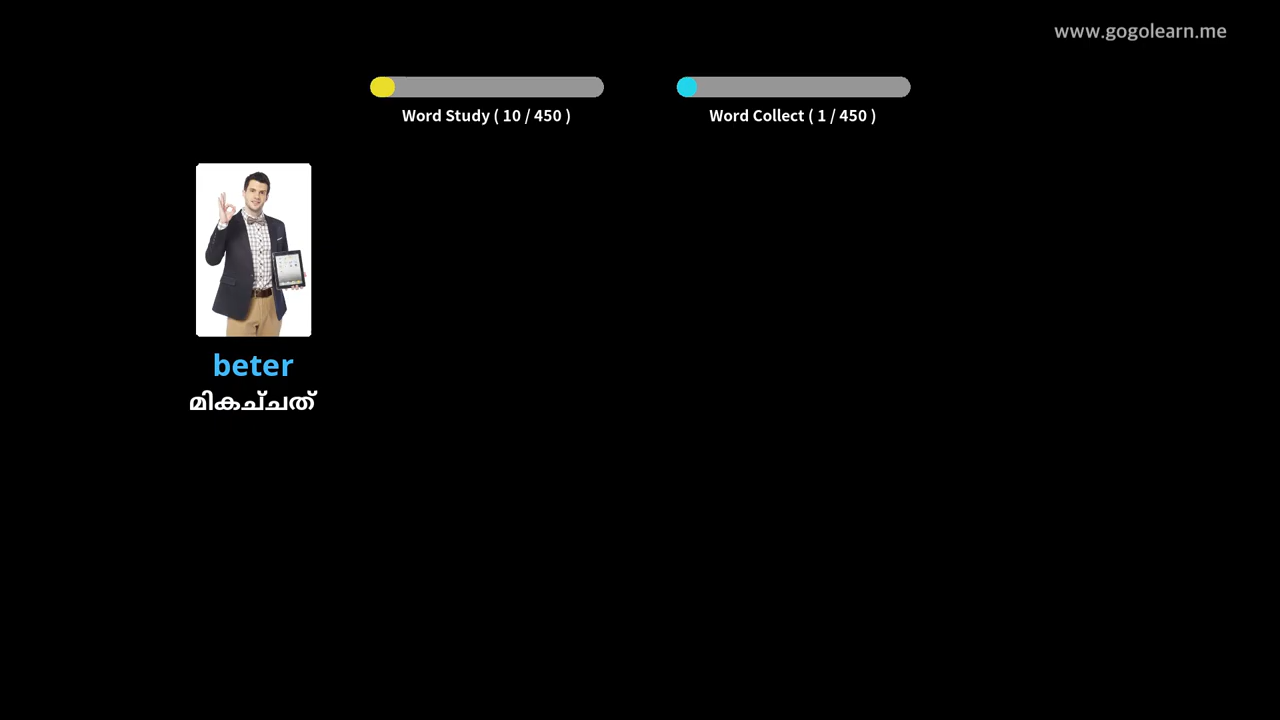 www.gogolearn.me
Word Study ( 10 / 450 )
Word Collect ( 1 / 450 )
beter
മികച്ചത്